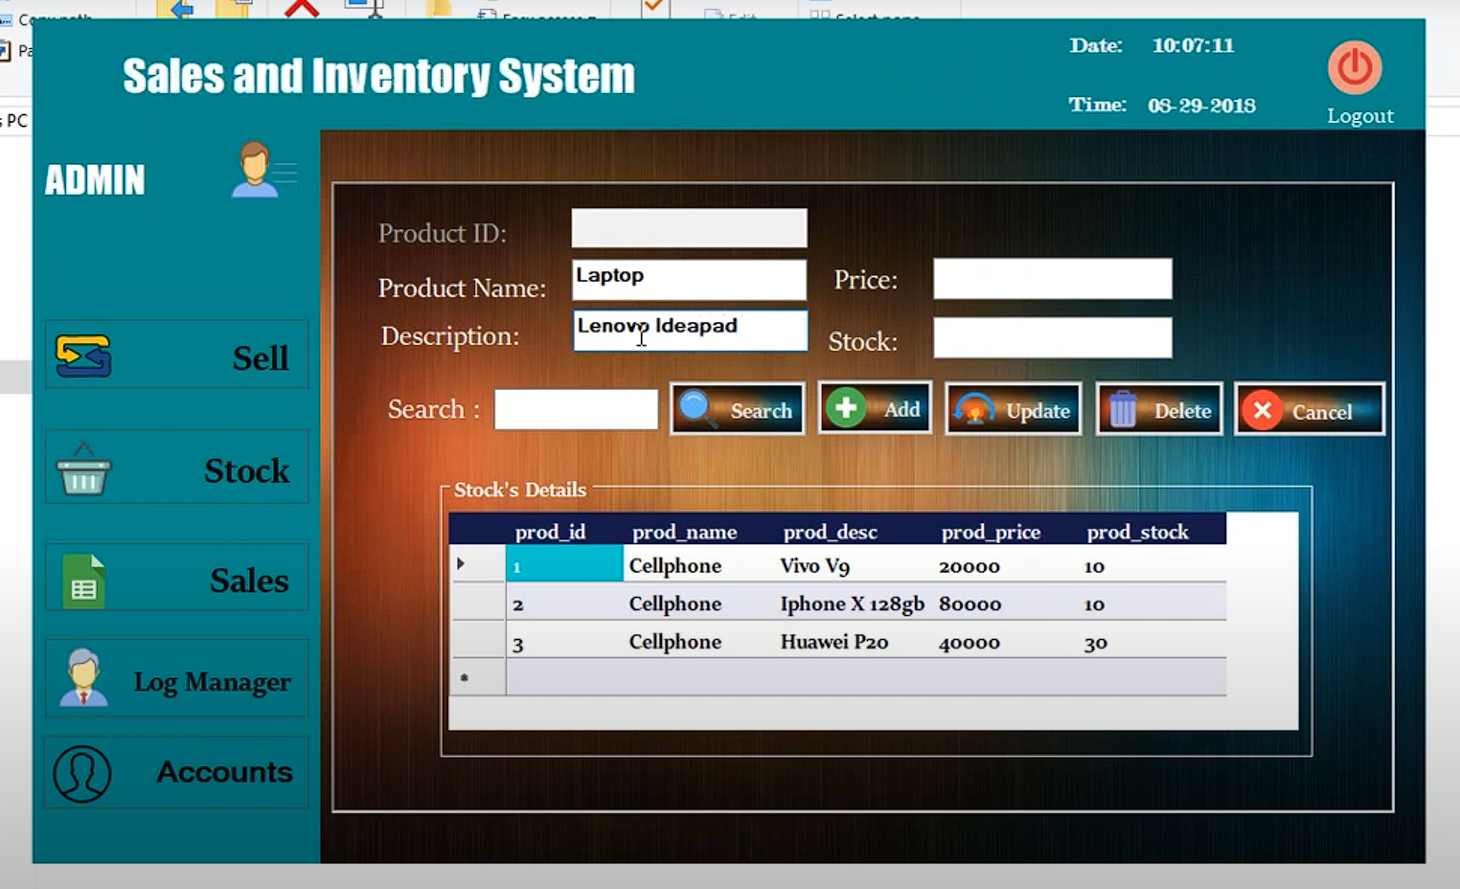 Sales and Inventory System
Date: 10:07:11
Time: 08-29-2018
Logout
s PC
ADMIN
Sell
Stock
Sales
Log Manager
Accounts
Product ID:
Product Name: Laptop
Price:
Description: Lenovo Ideapad
Stock:
Search :
Search
Add
Update
Delete
Cancel
Stock's Details
prod_id prod_name prod_desc prod_price prod_stock
1 Cellphone Vivo V9 20000 10
2 Cellphone Iphone X 128gb 80000 10
3 Cellphone Huawei P20 40000 30
*